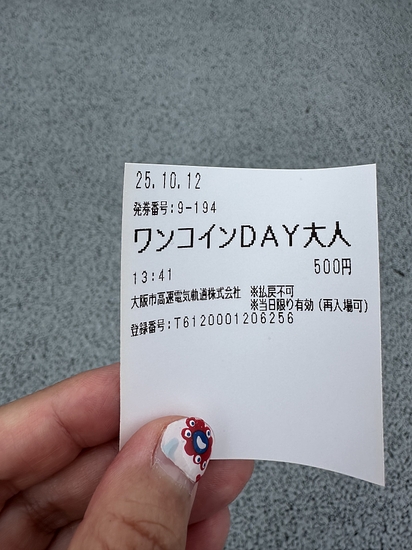 25.10.12
発券番号:9-194
ワンコインDAY大人
500円
13:41
大阪市高速電気軌道株式会社 ※払戻不可
※当日限り有効(再入場可)
登録番号:T6120001206256